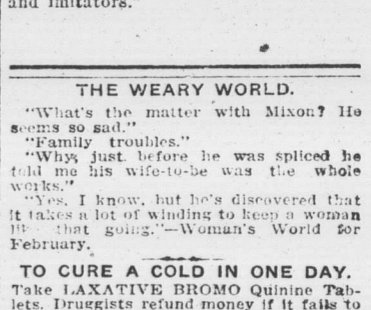 and imitators."
THE WEARY WORLD.
"What's the matter with Mixon? He
seems so sad."
"Family troubles."
"Why, just before he was spliced he
told me his wife-to-be was the whole
works."
"Yes, I know, but he's discovered that
it takes a lot of winding to keep a woman
like that going."—Woman's World for
February.
TO CURE A COLD IN ONE DAY.
Take LAXATIVE BROMO Quinine Tab-
lets. Druggists refund money if it fails to